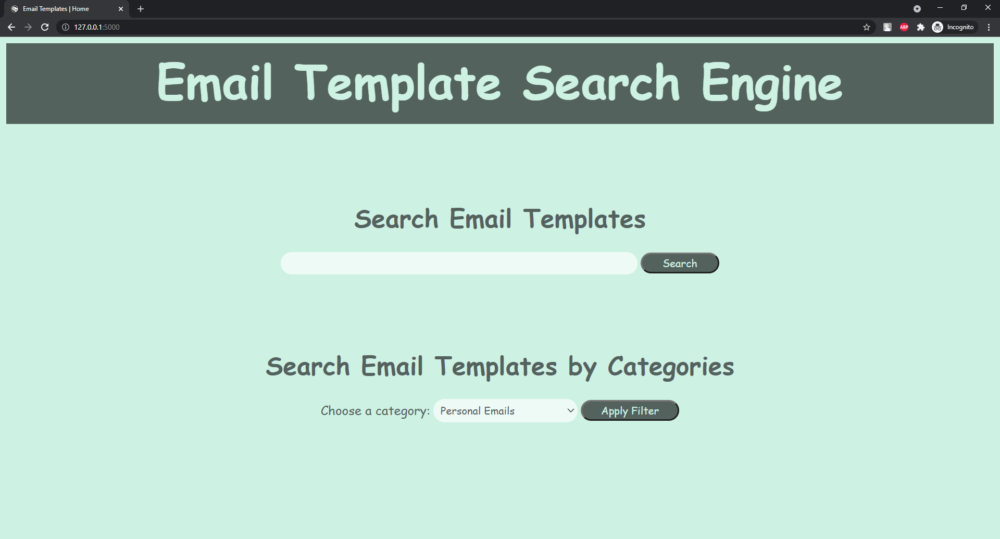 Email Templates | Home
127.0.0.1:5000
ABP
Incognito
Email Template Search Engine
Search Email Templates
Search
Search Email Templates by Categories
Choose a category: Personal Emails Apply Filter